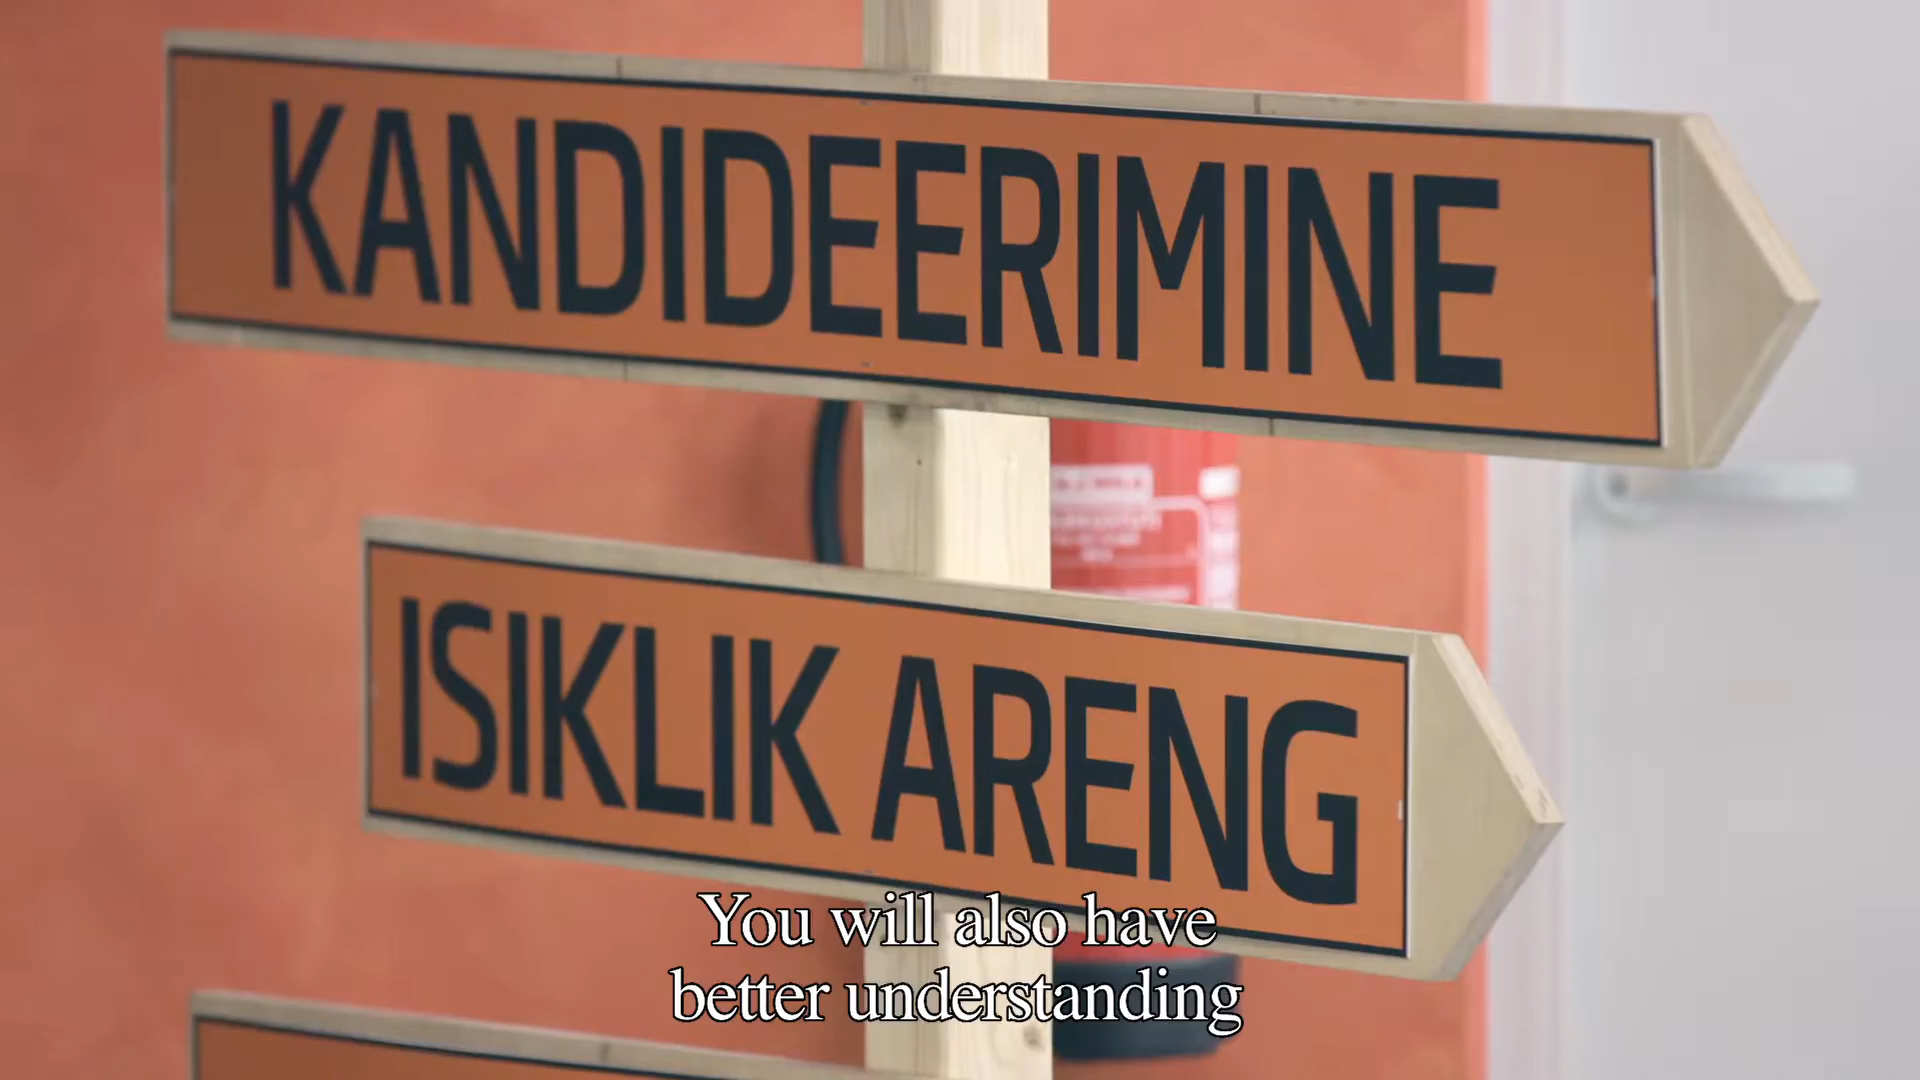 KANDIDEERIMINE
ISIKLIK ARENG
You will also have
better understanding